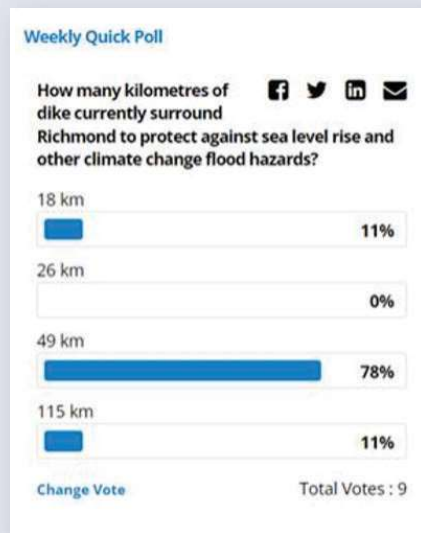 Weekly Quick Poll
How many kilometres of
dike currently surround
Richmond to protect against sea level rise and
other climate change flood hazards?
18 km
11%
26 km
0%
49 km
78%
115 km
11%
Change Vote
Total Votes : 9